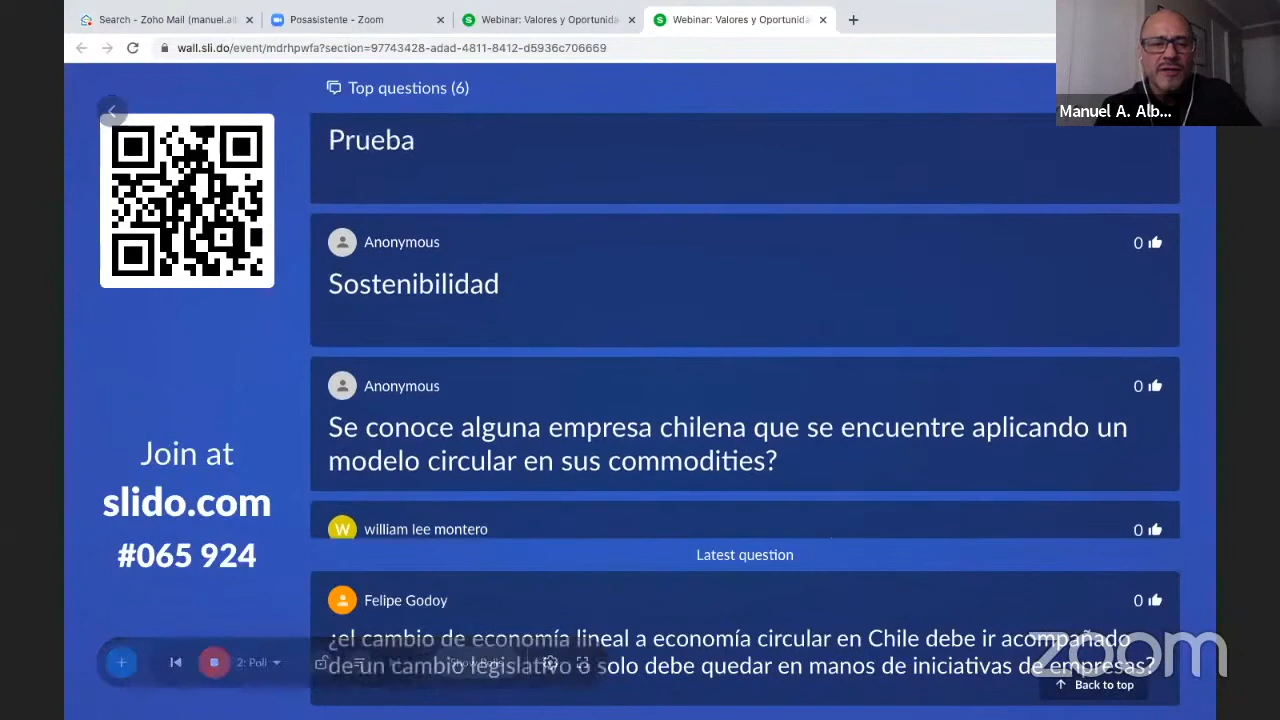 Search - Zoho Mail (manuel.al
Posasistente - Zoom
Webinar: Valores y Oportunida
Webinar: Valores y Oportunida
wall.sli.do/event/mdrhpwfa?section=97743428-adad-4811-8412-d5936c706669
Manuel A. Alb...
Top questions (6)
Prueba
Anonymous
0
Sostenibilidad
Anonymous
0
Se conoce alguna empresa chilena que se encuentre aplicando un
modelo circular en sus commodities?
W william lee montero
0
Latest question
Felipe Godoy
0
¿el cambio de economía lineal a economía circular en Chile debe ir acompañado
de un cambio legislativo o solo debe quedar en manos de iniciativas de empresas?
Join at
slido.com
#065 924
2: Poll
Back to top
zoom